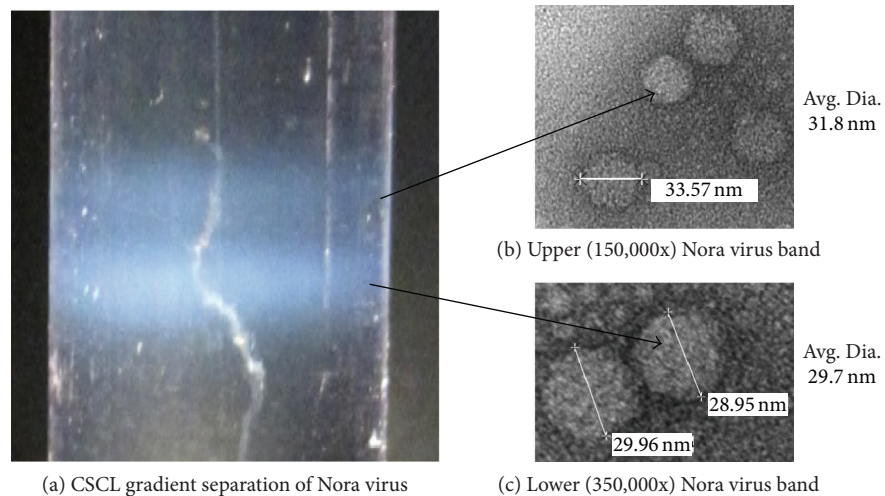 Avg. Dia.
31.8 nm
33.57 nm
(b) Upper (150,000x) Nora virus band
Avg. Dia.
29.7 nm
28.95 nm
29.96 nm
(a) CSCL gradient separation of Nora virus
(c) Lower (350,000x) Nora virus band